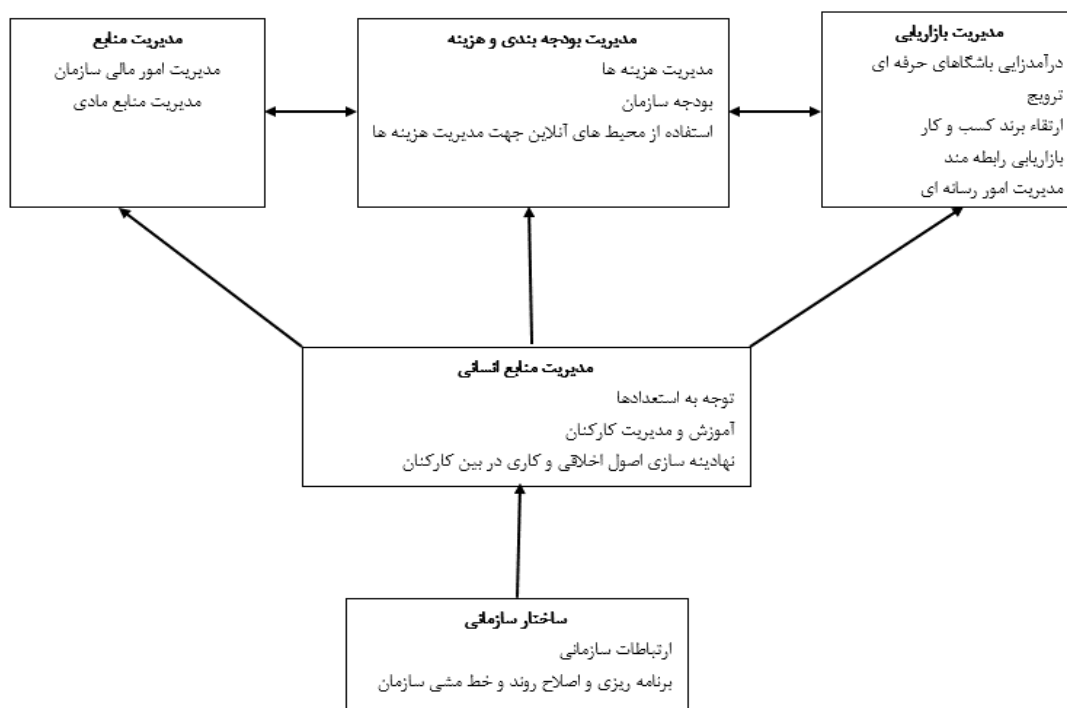 مدیریت بازاریابی
درآمدزایی باشگاهای حرفه ای
ترویج
ارتقاء برند کسب و کار
بازاریابی رابطه مند
مدیریت امور رسانه ای
مدیریت بودجه بندی و هزینه
مدیریت هزینه ها
بودجه سازمان
استفاده از محیط های آنلاین جهت مدیریت هزینه ها
مدیریت منابع
مدیریت امور مالی سازمان
مدیریت منابع مادی
مدیریت منابع انسانی
توجه به استعدادها
آموزش و مدیریت کارکنان
نهادینه سازی اصول اخلاقی و کاری در بین کارکنان
ساختار سازمانی
ارتباطات سازمانی
برنامه ریزی و اصلاح روند و خط مشی سازمان